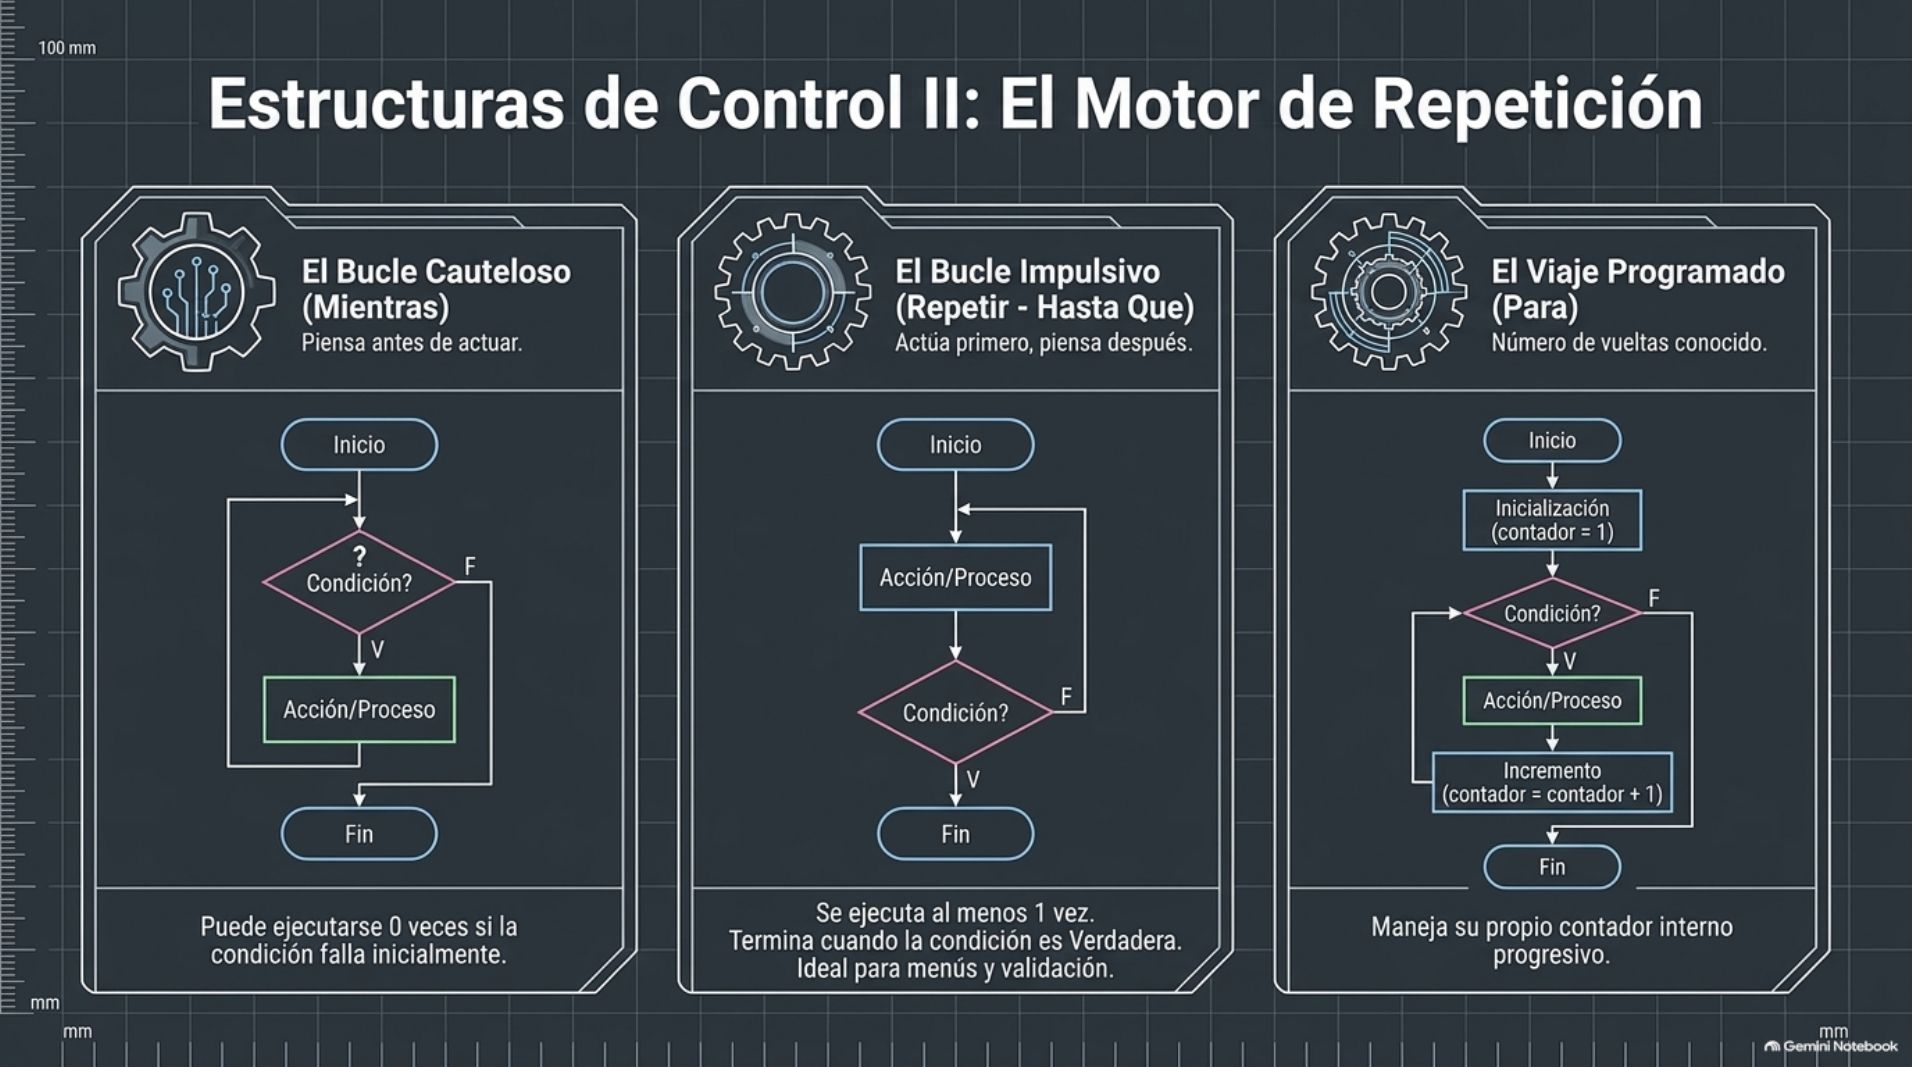 100 mm
Estructuras de Control II: El Motor de Repetición
El Bucle Cauteloso
(Mientras)
Piensa antes de actuar.
Inicio
?
Condición?
F
V
Acción/Proceso
Fin
Puede ejecutarse 0 veces si la
condición falla inicialmente.
El Bucle Impulsivo
(Repetir - Hasta Que)
Actúa primero, piensa después.
Inicio
Acción/Proceso
Condición?
F
V
Fin
Se ejecuta al menos 1 vez.
Termina cuando la condición es Verdadera.
Ideal para menús y validación.
El Viaje Programado
(Para)
Número de vueltas conocido.
Inicio
Inicialización
(contador = 1)
Condición?
F
V
Acción/Proceso
Incremento
(contador = contador + 1)
Fin
Maneja su propio contador interno
progresivo.
mm
mm
mm
Gemini Notebook